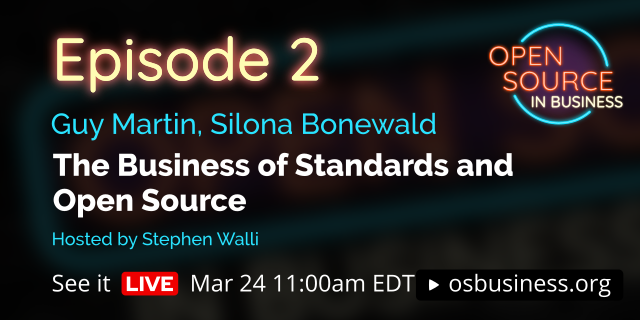 Episode 2
OPEN
SOURCE
IN BUSINESS
Guy Martin, Silona Bonewald
The Business of Standards and
Open Source
Hosted by Stephen Walli
See it LIVE Mar 24 11:00am EDT osbusiness.org